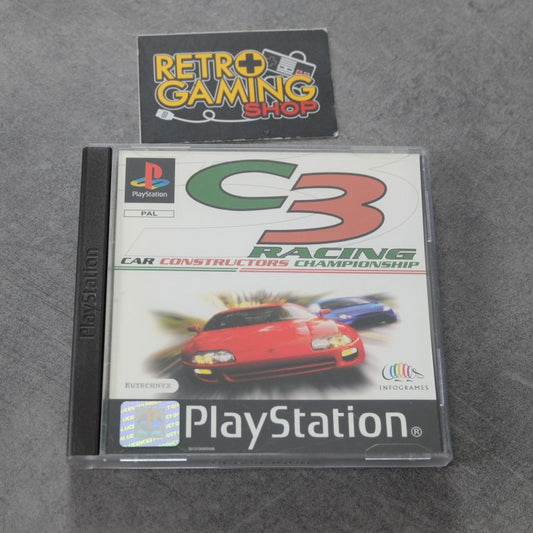 RETRO
GAMING
SHOP
PlayStation
PAL
C3
RACING
CAR CONSTRUCTORS CHAMPIONSHIP
PlayStation
EUTECHNYX
INFOGRAMES
PlayStation®